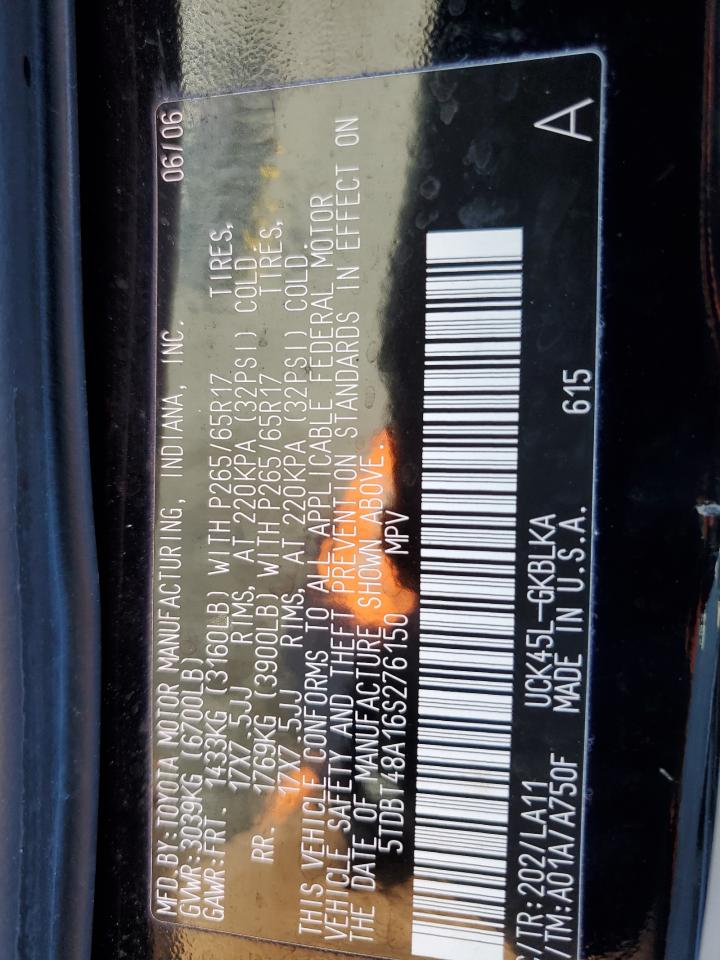 MFD. BY: TOYOTA MOTOR MANUFACTURING, INDIANA, INC. 06/06
GVWR: 3039KG (6700LB)
GAWR: FRT. 1433KG (3160LB) WITH P265/65R17 TIRES,
17X7.5JJ RIMS, AT 220KPA (32PSI) COLD.
RR. 1769KG (3900LB) WITH P265/65R17 TIRES,
17X7.5JJ RIMS, AT 220KPA (32PSI) COLD.
THIS VEHICLE CONFORMS TO ALL APPLICABLE FEDERAL MOTOR
VEHICLE SAFETY AND THEFT PREVENTION STANDARDS IN EFFECT ON
THE DATE OF MANUFACTURE SHOWN ABOVE.
5TDBT48A16S276150 MPV
C/TR: 202/LA11 UCK45L-GKBLKA 615 A
/TM: A01A/A750F MADE IN U.S.A.